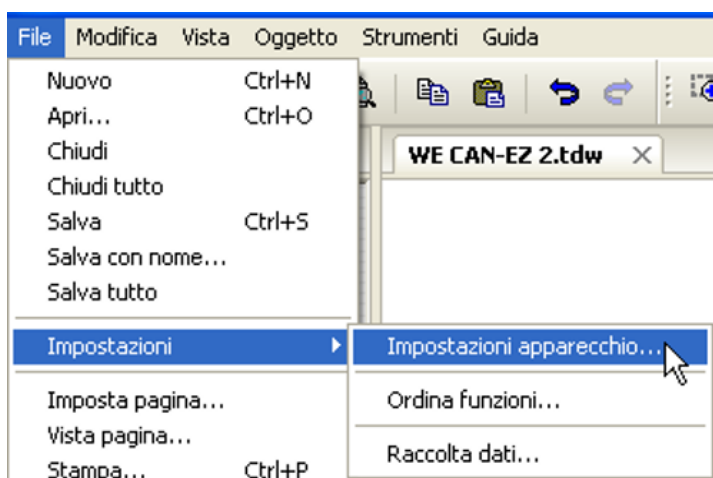 File Modifica Vista Oggetto Strumenti Guida
Nuovo Ctrl+N
Apri... Ctrl+O
Chiudi
WE CAN-EZ 2.tdw
Chiudi tutto
Salva Ctrl+S
Salva con nome...
Salva tutto
Impostazioni
Impostazioni apparecchio...
Imposta pagina...
Ordina funzioni...
Vista pagina...
Raccolta dati...
Stampa... Ctrl+P